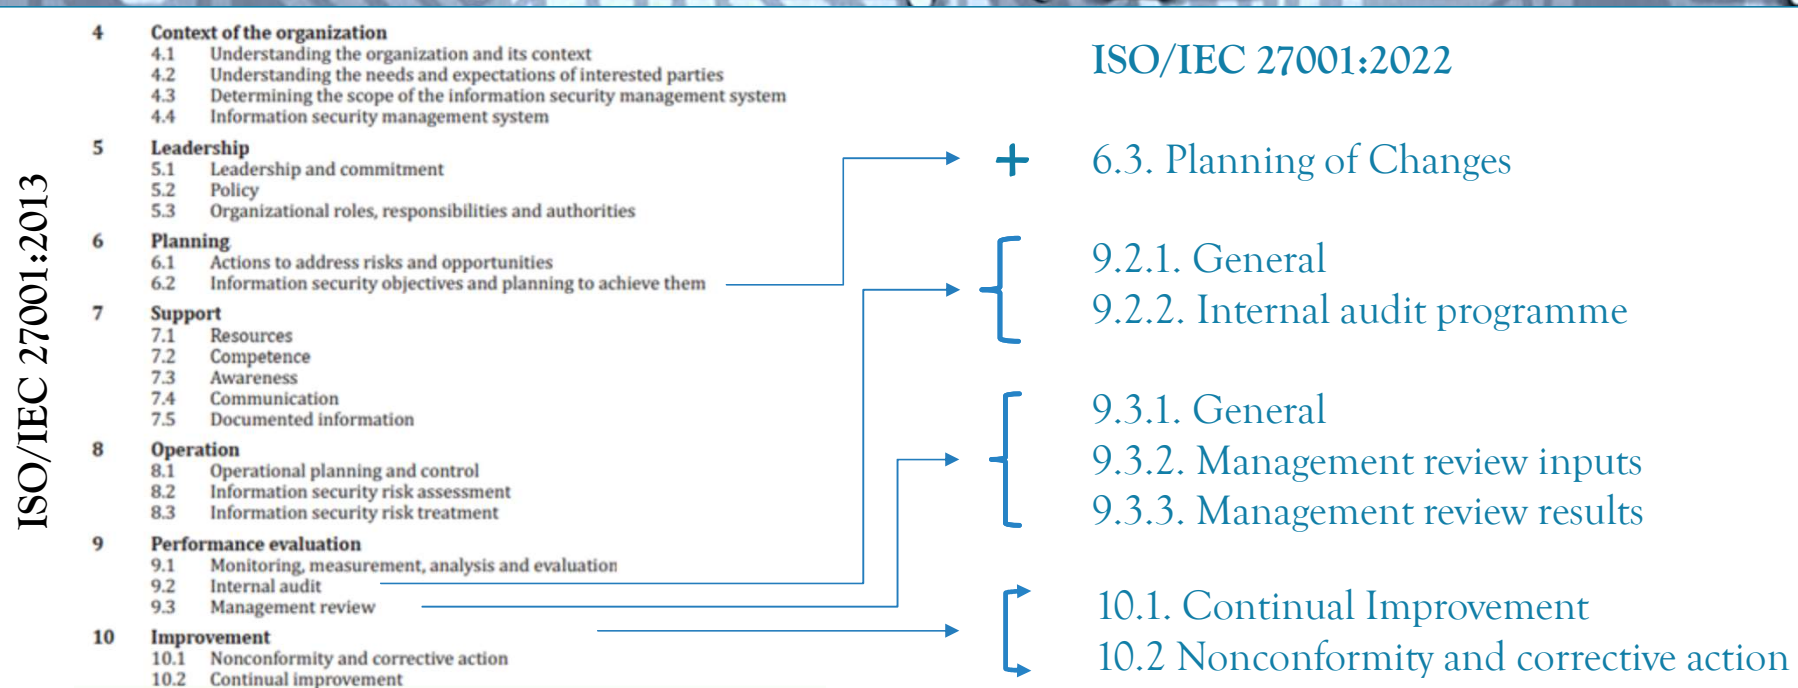 ISO/IEC 27001:2013
4 Context of the organization
4.1 Understanding the organization and its context
4.2 Understanding the needs and expectations of interested parties
4.3 Determining the scope of the information security management system
4.4 Information security management system
5 Leadership
5.1 Leadership and commitment
5.2 Policy
5.3 Organizational roles, responsibilities and authorities
6 Planning
6.1 Actions to address risks and opportunities
6.2 Information security objectives and planning to achieve them
7 Support
7.1 Resources
7.2 Competence
7.3 Awareness
7.4 Communication
7.5 Documented information
8 Operation
8.1 Operational planning and control
8.2 Information security risk assessment
8.3 Information security risk treatment
9 Performance evaluation
9.1 Monitoring, measurement, analysis and evaluation
9.2 Internal audit
9.3 Management review
10 Improvement
10.1 Nonconformity and corrective action
10.2 Continual improvement
ISO/IEC 27001:2022
+ 6.3. Planning of Changes
9.2.1. General
9.2.2. Internal audit programme
9.3.1. General
9.3.2. Management review inputs
9.3.3. Management review results
10.1. Continual Improvement
10.2 Nonconformity and corrective action